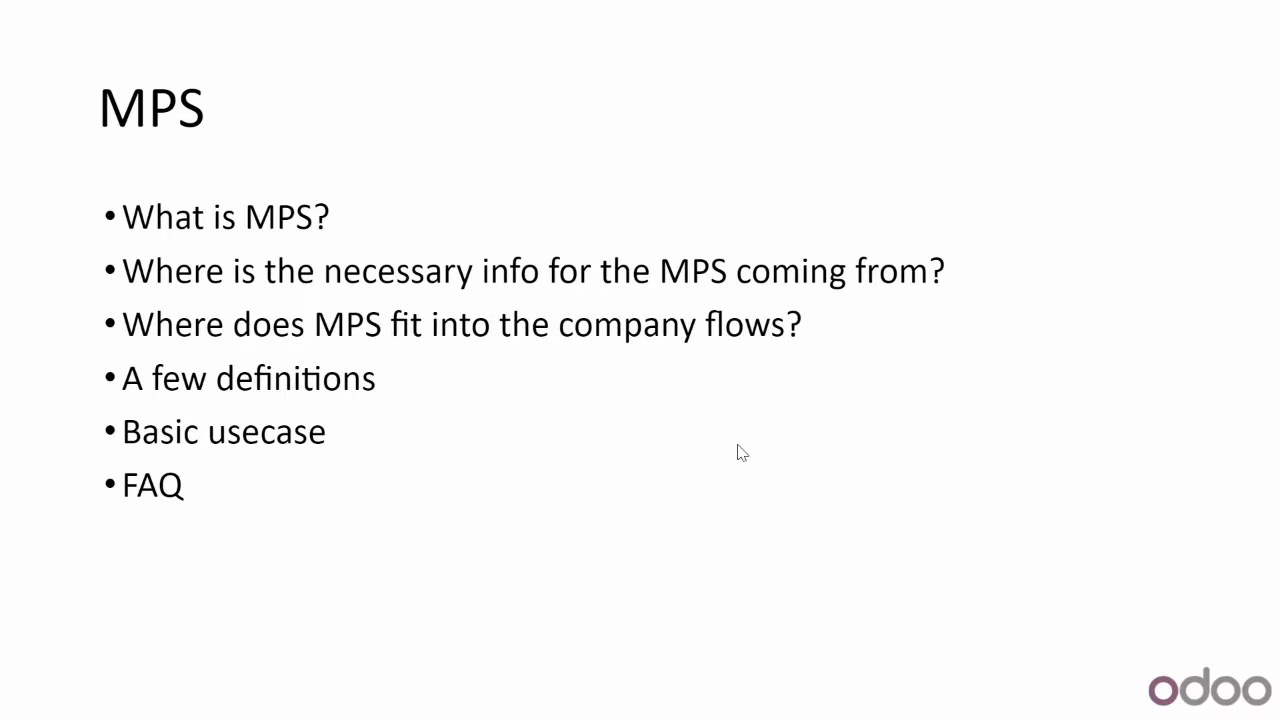 MPS
•What is MPS?
•Where is the necessary info for the MPS coming from?
•Where does MPS fit into the company flows?
•A few definitions
•Basic usecase
•FAQ
odoo